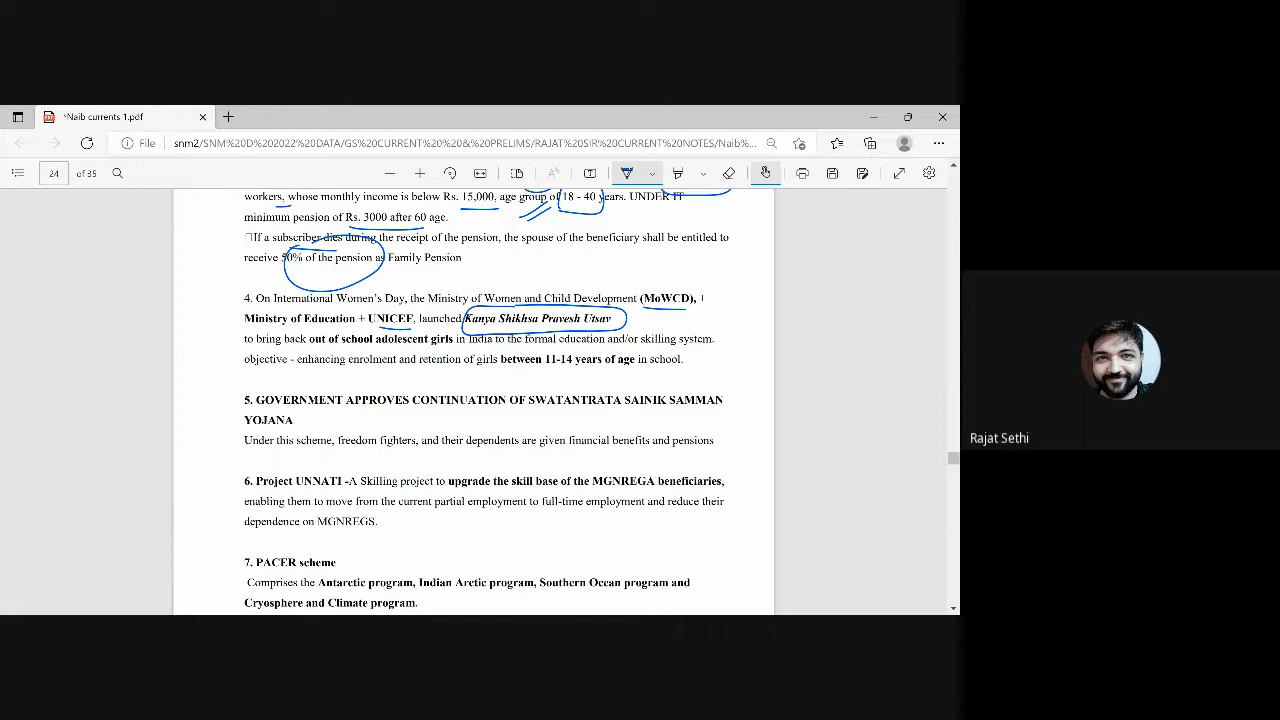 *Naib currents 1.pdf
File
snm2/SNM%20D%202022%20DATA/GS%20CURRENT%20%20&%20PRELIMS/RAJAT%20SIR%20CURRENT%20NOTES/Naib%...
24 of 35
workers, whose monthly income is below Rs. 15,000, age group of 18 - 40 years. UNDER IT
minimum pension of Rs. 3000 after 60 age.
If a subscriber dies during the receipt of the pension, the spouse of the beneficiary shall be entitled to
receive 50% of the pension as Family Pension
4. On International Women's Day, the Ministry of Women and Child Development (MoWCD), +
Ministry of Education + UNICEF, launched Kanya Shikhsa Pravesh Utsav
to bring back out of school adolescent girls in India to the formal education and/or skilling system.
objective - enhancing enrolment and retention of girls between 11-14 years of age in school.
5. GOVERNMENT APPROVES CONTINUATION OF SWATANTRATA SAINIK SAMMAN
YOJANA
Under this scheme, freedom fighters, and their dependents are given financial benefits and pensions
6. Project UNNATI -A Skilling project to upgrade the skill base of the MGNREGA beneficiaries,
enabling them to move from the current partial employment to full-time employment and reduce their
dependence on MGNREGS.
7. PACER scheme
Comprises the Antarctic program, Indian Arctic program, Southern Ocean program and
Cryosphere and Climate program.
Rajat Sethi